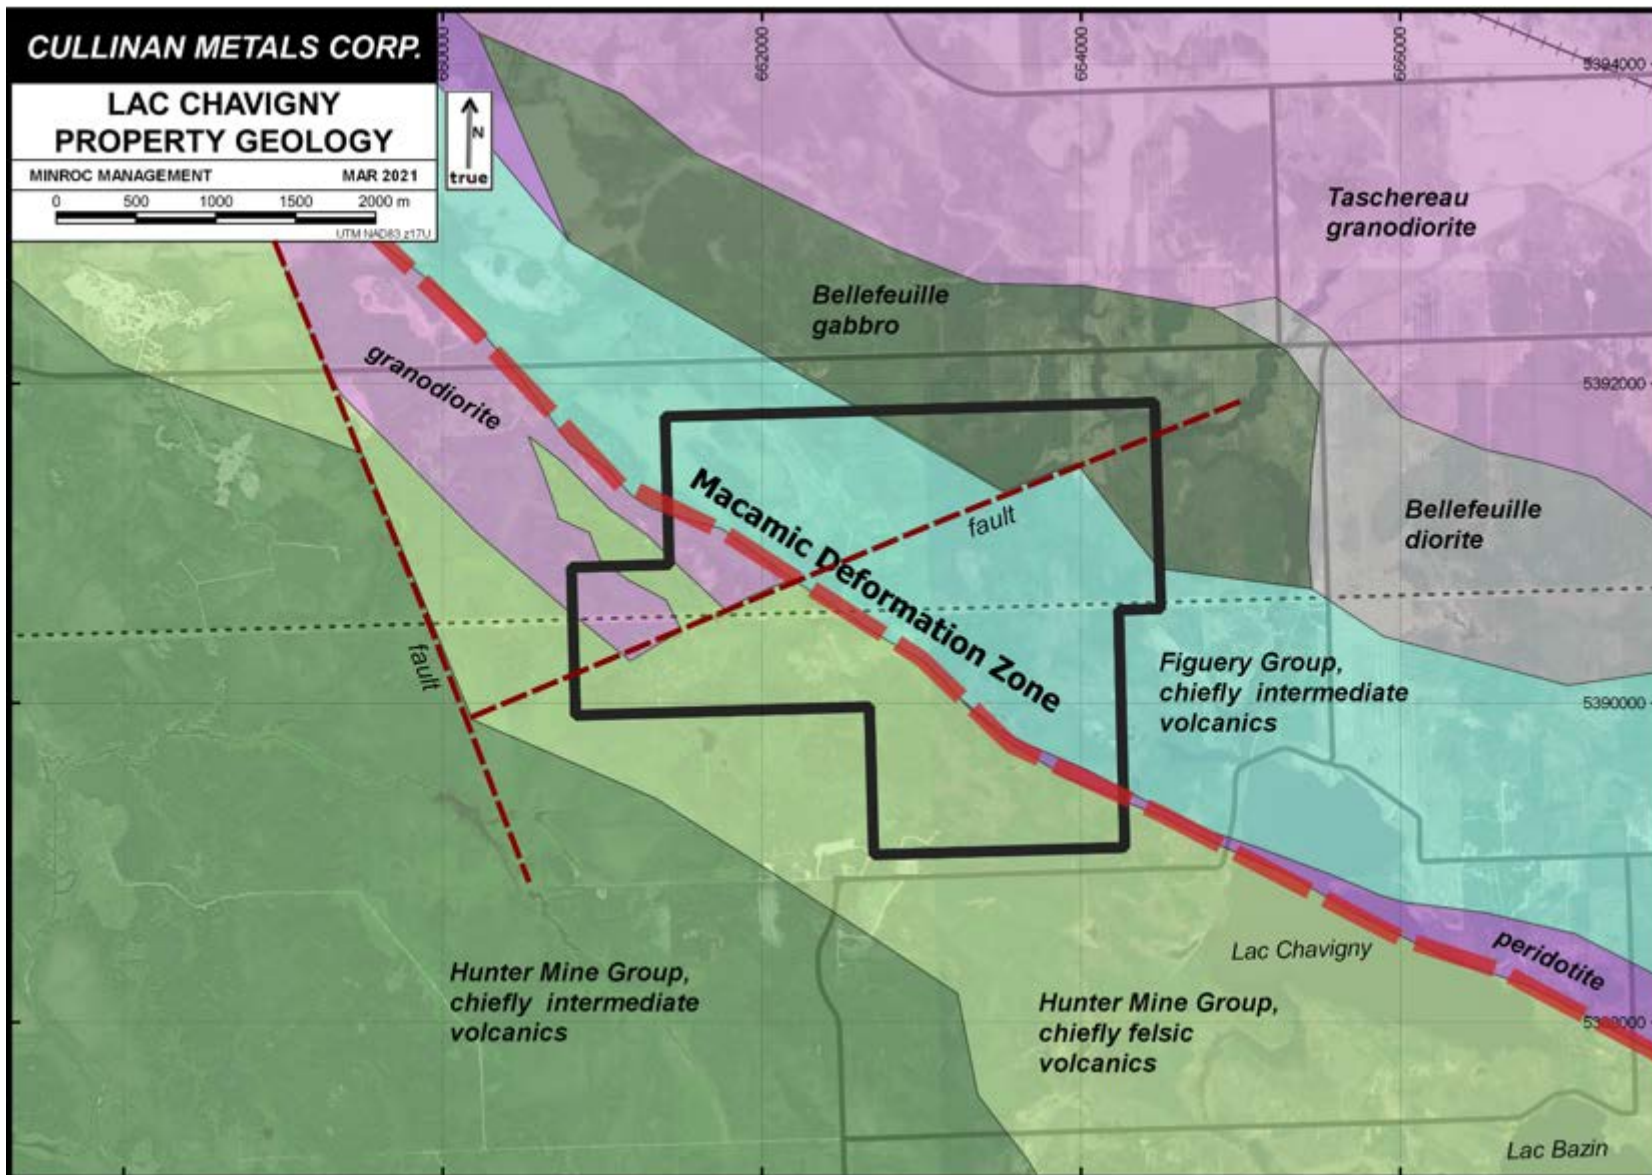 CULLINAN METALS CORP.
LAC CHAVIGNY
PROPERTY GEOLOGY
MINROC MANAGEMENT MAR 2021
0 500 1000 1500 2000 m
UTM NAD83 z17U
N
true
660000
662000
664000
666000
5394000
Taschereau
granodiorite
Bellefeuille
gabbro
granodiorite
5392000
Macamic Deformation Zone
fault
Bellefeuille
diorite
fault
Figuery Group,
chiefly intermediate
volcanics
5390000
Lac Chavigny
peridotite
Hunter Mine Group,
chiefly intermediate
volcanics
Hunter Mine Group,
chiefly felsic
volcanics
5388000
Lac Bazin